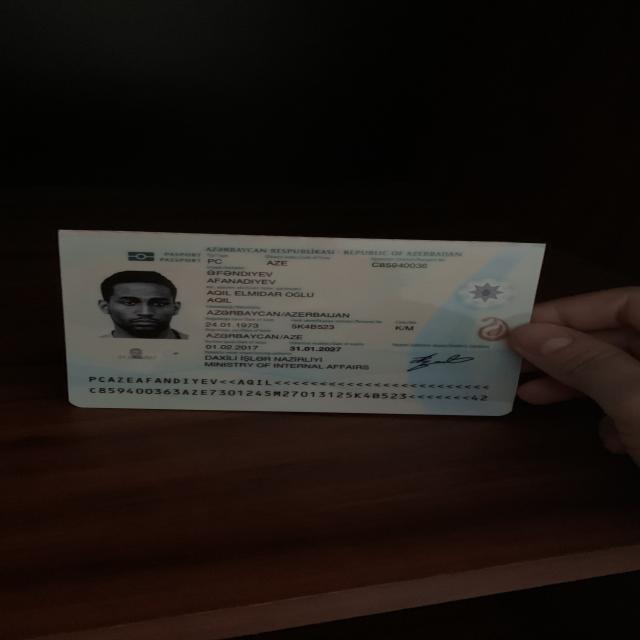 AZƏRBAYCAN RESPUBLİKASI · REPUBLIC OF AZERBAIJAN
PASPORT
PASSPORT
PC AZE C85940036
ƏFƏNDİYEV
AFANADIYEV
AQİL ELMİDAR OĞLU
AQIL
AZƏRBAYCAN/AZERBAIJAN
24.01.1973 5K4B523 K/M
AZƏRBAYCAN/AZE
01.02.2017 31.01.2027
DAXİLİ İŞLƏR NAZİRLİYİ
MINISTRY OF INTERNAL AFFAIRS
PCAZEAFANDIYEV<<AQIL<<<<<<<<<<<<<<<<<<<<<<<<
C859400363AZE7301245M27013125K4B523<<<<<<<42